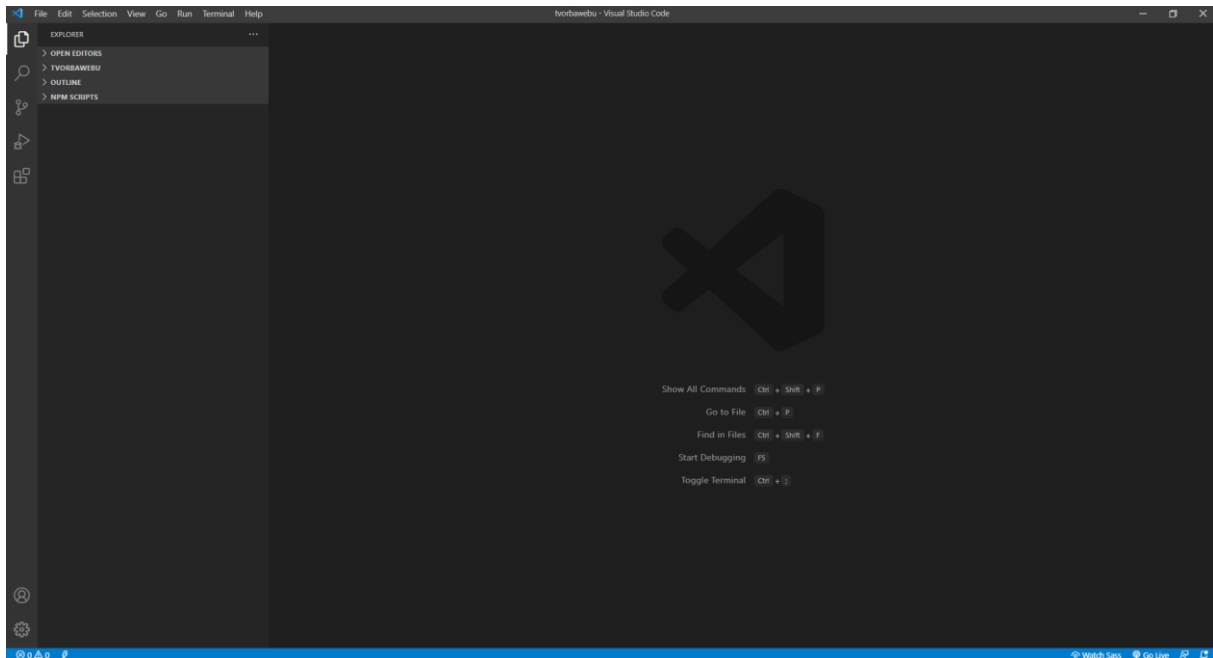 File Edit Selection View Go Run Terminal Help tvorbawebu - Visual Studio Code
EXPLORER
OPEN EDITORS
TVORBAWEBU
OUTLINE
NPM SCRIPTS
Show All Commands Ctrl + Shift + P
Go to File Ctrl + P
Find in Files Ctrl + Shift + F
Start Debugging F5
Toggle Terminal Ctrl + ;
0 0 Watch Sass Go Live